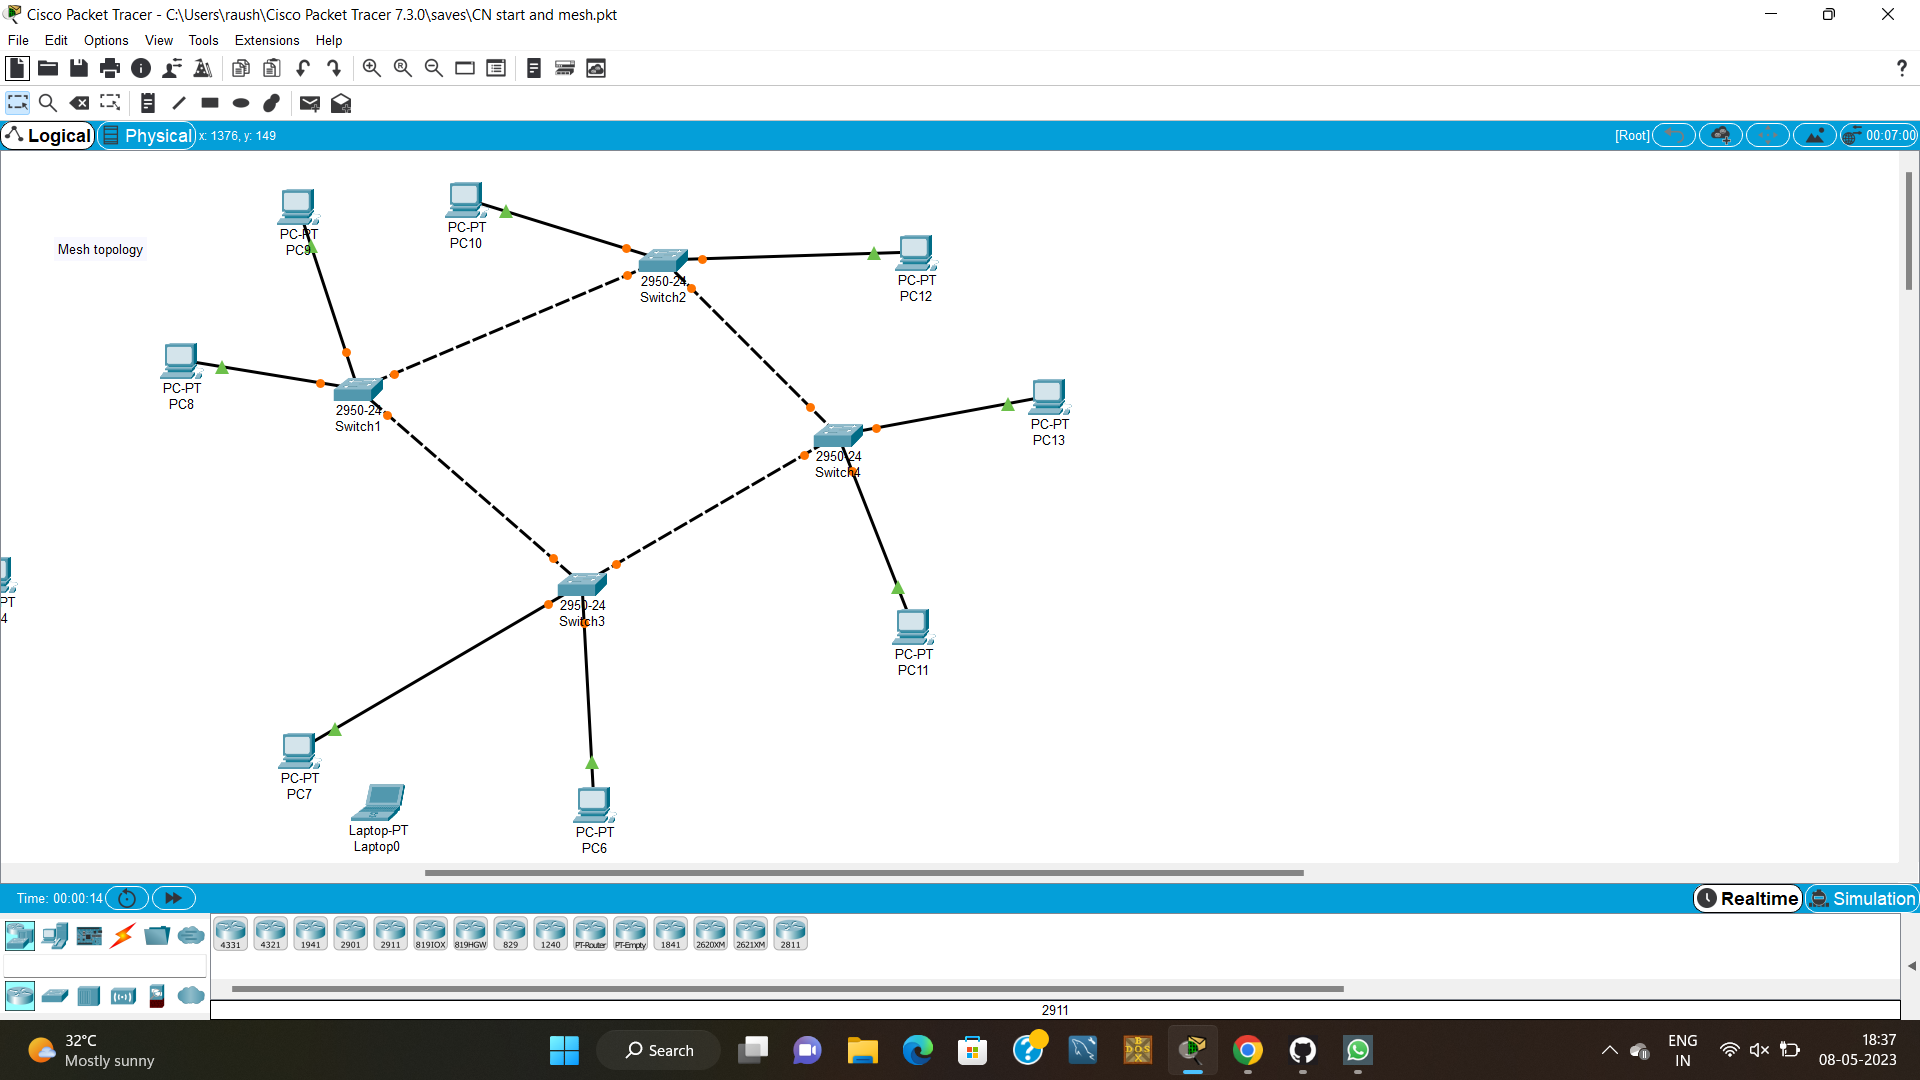 Cisco Packet Tracer - C:\Users\raush\Cisco Packet Tracer 7.3.0\saves\CN start and mesh.pkt
File Edit Options View Tools Extensions Help
Logical Physical x: 1376, y: 149 [Root] 00:07:00
Mesh topology
PC-PT
PC9
PC-PT
PC10
2950-24
Switch2
PC-PT
PC12
PC-PT
PC8
2950-24
Switch1
PC-PT
PC13
2950-24
Switch4
PT
4
2950-24
Switch3
PC-PT
PC11
PC-PT
PC7
Laptop-PT
Laptop0
PC-PT
PC6
Time: 00:00:14 Realtime Simulation
4331 4321 1941 2901 2911 819IOX 819HGW 829 1240 PT-Router PT-Empty 1841 2620XM 2621XM 2811
2911
32°C
Mostly sunny
Search
ENG
IN
18:37
08-05-2023